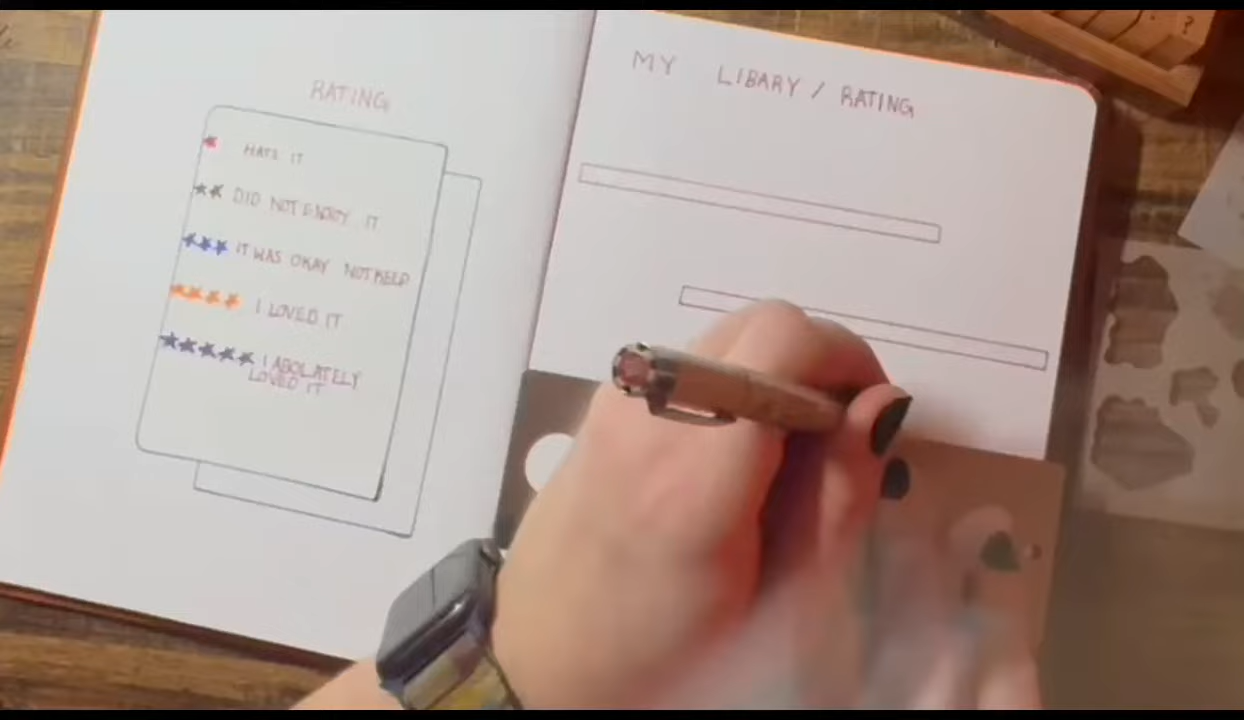 RATING
HATE IT
DID NOT ENJOY IT
IT WAS OKAY NOT KEEP
I LOVED IT
I ABOLATELY
LOVED IT
MY LIBARY / RATING